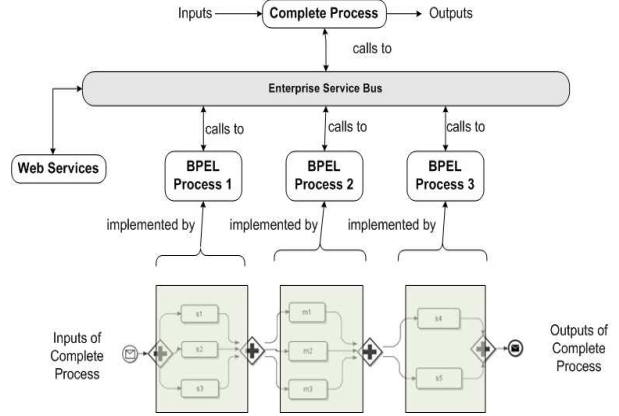 Inputs
Complete Process
Outputs
calls to
Enterprise Service Bus
calls to
calls to
calls to
Web Services
BPEL
Process 1
BPEL
Process 2
BPEL
Process 3
implemented by
implemented by
implemented by
s1
s2
s3
m1
m2
m3
s4
s5
Inputs of
Complete
Process
Outputs of
Complete
Process